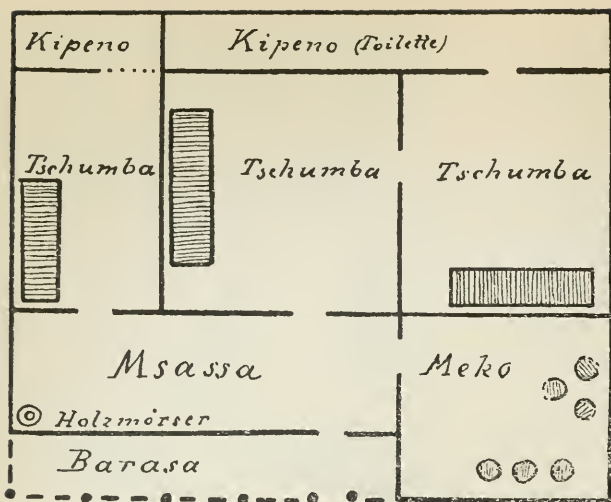 Kipeno Kipeno (Toilette)
Tschumba Tschumba Tschumba
Msassa Meko
Holzmörser
Barasa